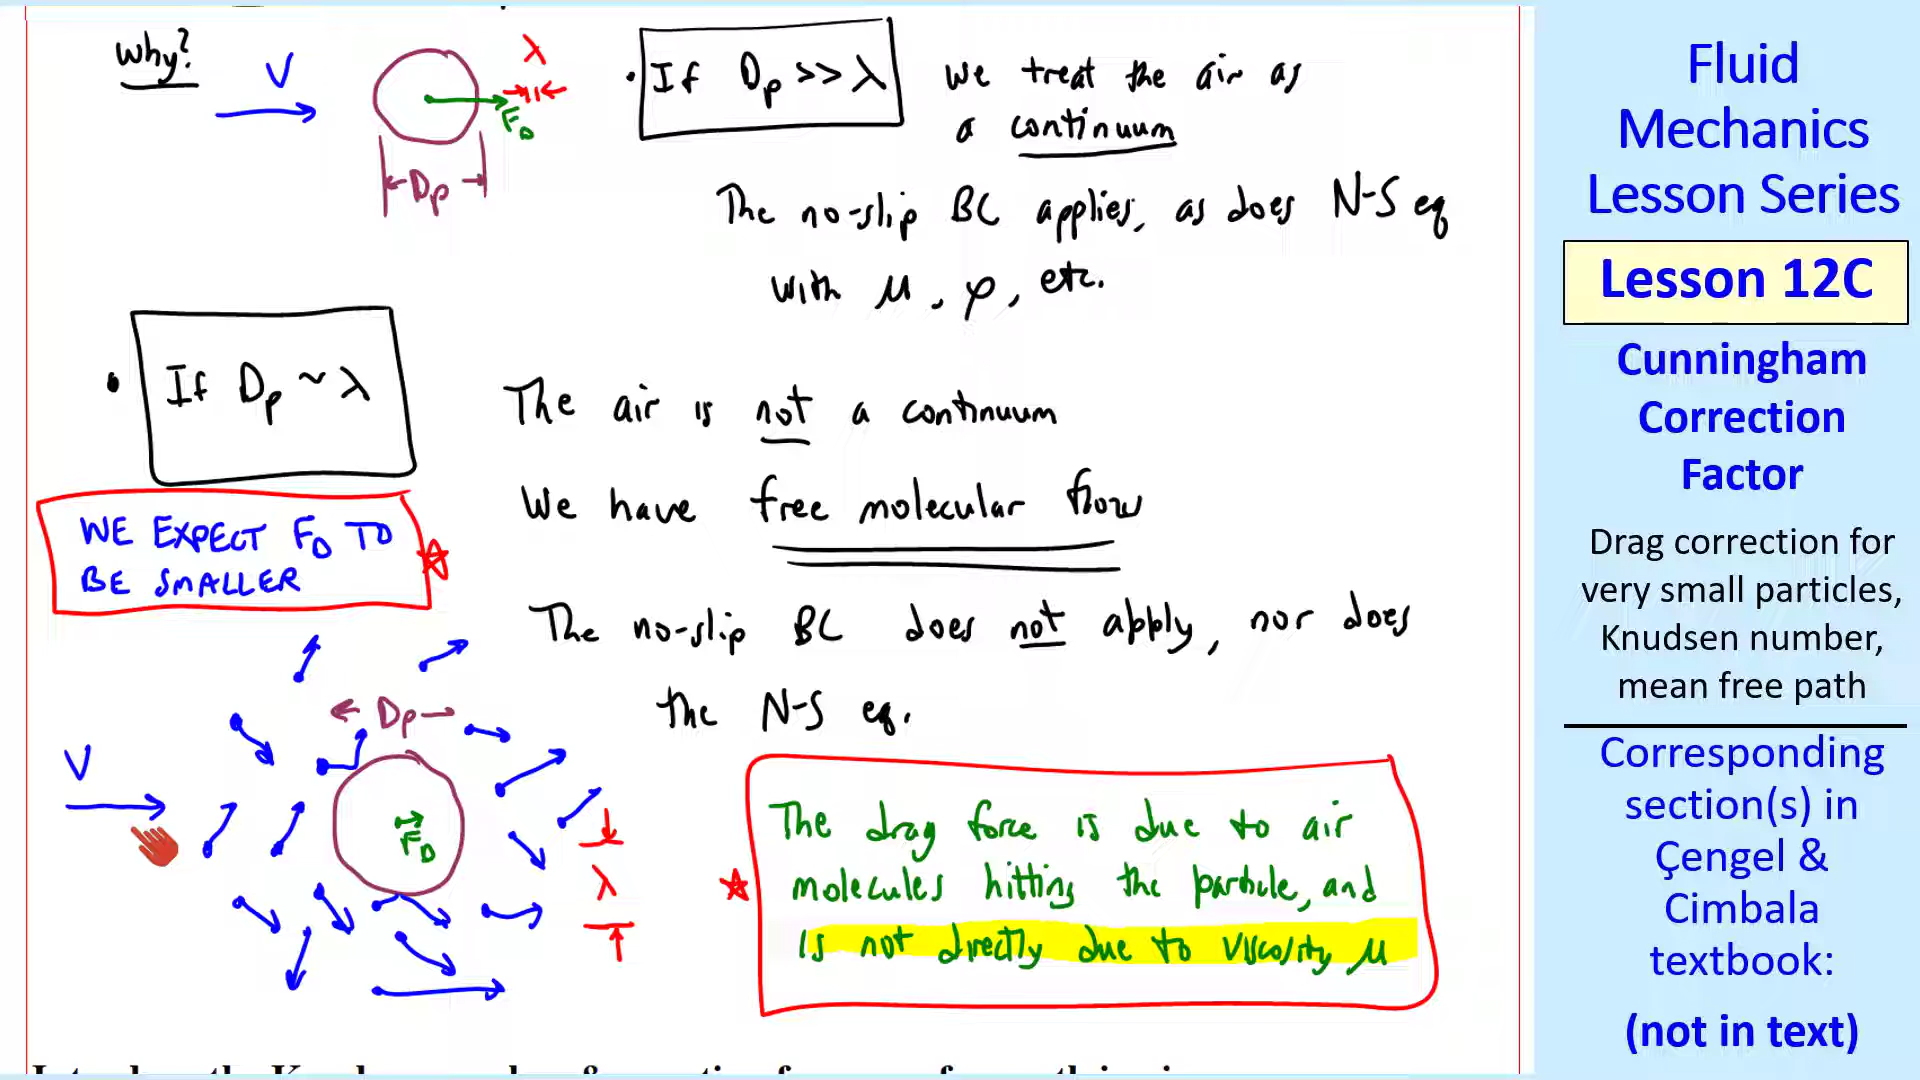 why?
V
λ
F_D
D_p
• If D_p >> λ
we treat the air as
a continuum
The no-slip BC applies, as does N-S eq
with μ, ρ, etc.
• If D_p ~ λ
The air is not a continuum
We have free molecular flow
WE EXPECT F_D TO
BE SMALLER
The no-slip BC does not apply, nor does
the N-S eq.
D_p
V
F_D
λ
The drag force is due to air
molecules hitting the particle, and
is not directly due to viscosity μ
Fluid
Mechanics
Lesson Series
Lesson 12C
Cunningham
Correction
Factor
Drag correction for
very small particles,
Knudsen number,
mean free path
Corresponding
section(s) in
Çengel &
Cimbala
textbook:
(not in text)